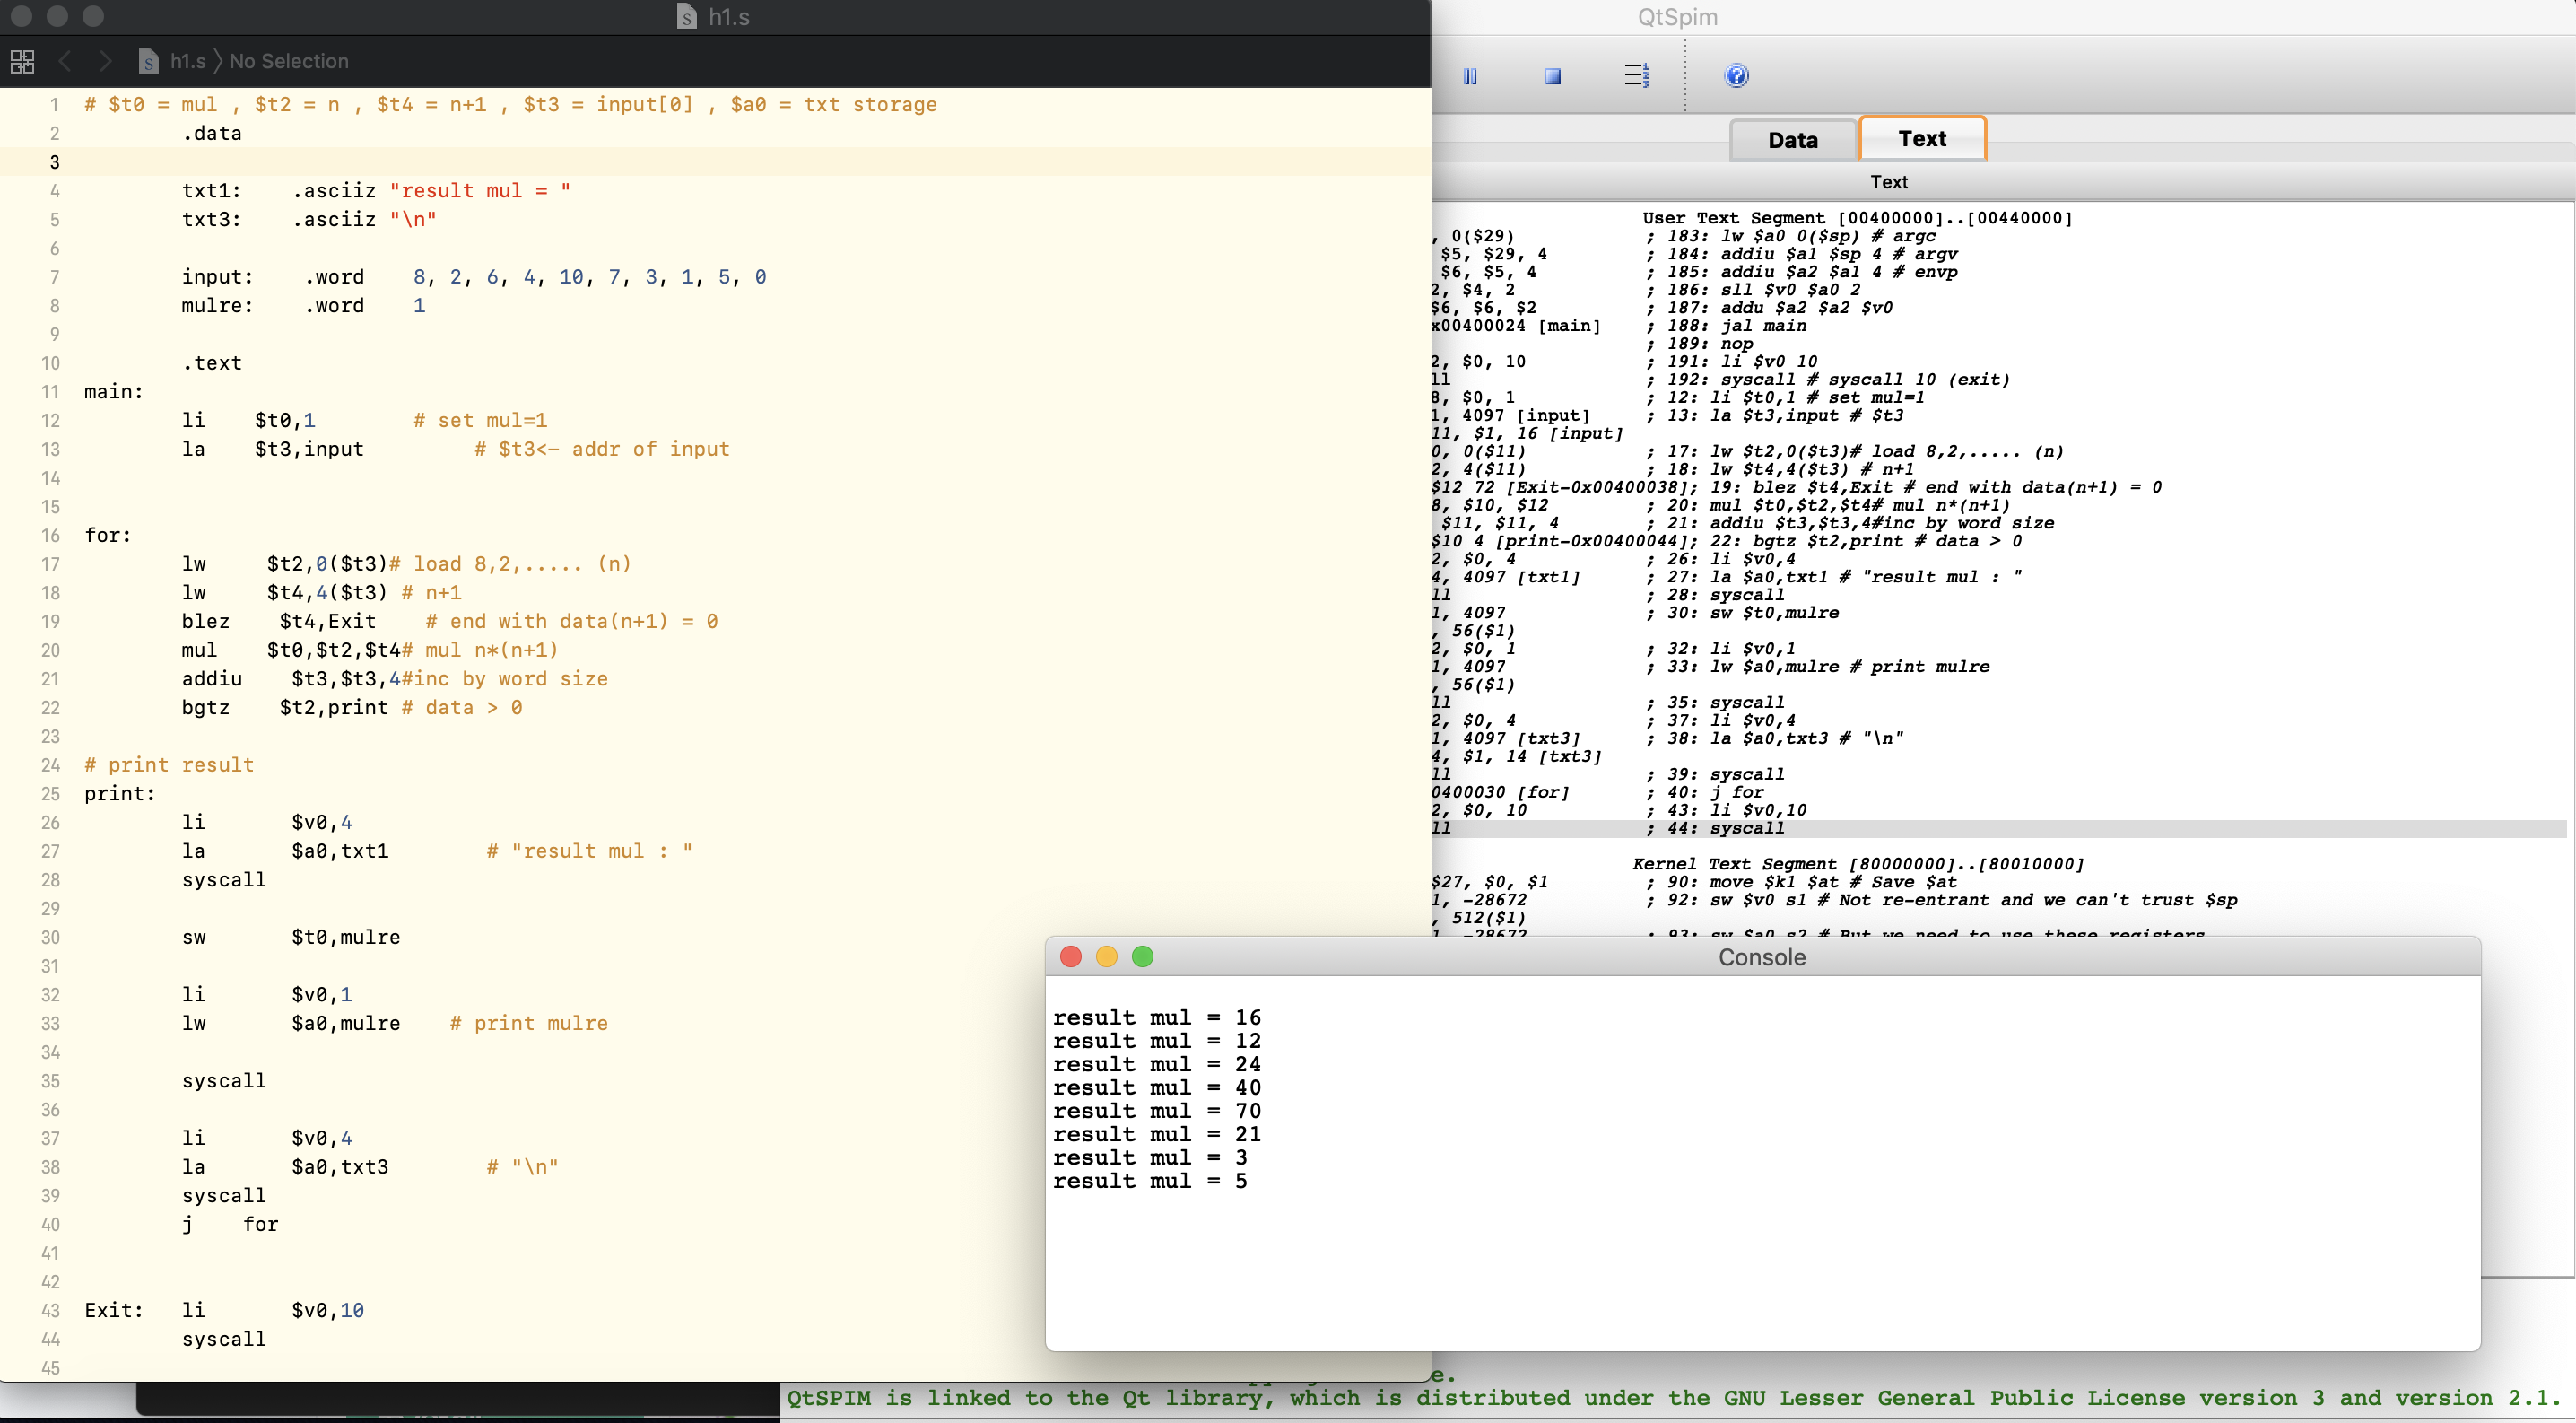 h1.s
h1.s 〉No Selection
1 # $t0 = mul , $t2 = n , $t4 = n+1 , $t3 = input[0] , $a0 = txt storage
2 .data
3
4 txt1: .asciiz "result mul = "
5 txt3: .asciiz "\n"
6
7 input: .word 8, 2, 6, 4, 10, 7, 3, 1, 5, 0
8 mulre: .word 1
9
10 .text
11 main:
12 li $t0,1 # set mul=1
13 la $t3,input # $t3<- addr of input
14
15
16 for:
17 lw $t2,0($t3)# load 8,2,..... (n)
18 lw $t4,4($t3) # n+1
19 blez $t4,Exit # end with data(n+1) = 0
20 mul $t0,$t2,$t4# mul n*(n+1)
21 addiu $t3,$t3,4#inc by word size
22 bgtz $t2,print # data > 0
23
24 # print result
25 print:
26 li $v0,4
27 la $a0,txt1 # "result mul : "
28 syscall
29
30 sw $t0,mulre
31
32 li $v0,1
33 lw $a0,mulre # print mulre
34
35 syscall
36
37 li $v0,4
38 la $a0,txt3 # "\n"
39 syscall
40 j for
41
42
43 Exit: li $v0,10
44 syscall
45
QtSpim
Data Text
Text
User Text Segment [00400000]..[00440000]
, 0($29) ; 183: lw $a0 0($sp) # argc
$5, $29, 4 ; 184: addiu $a1 $sp 4 # argv
$6, $5, 4 ; 185: addiu $a2 $a1 4 # envp
2, $4, 2 ; 186: sll $v0 $a0 2
$6, $6, $2 ; 187: addu $a2 $a2 $v0
x00400024 [main] ; 188: jal main
; 189: nop
2, $0, 10 ; 191: li $v0 10
ll ; 192: syscall # syscall 10 (exit)
8, $0, 1 ; 12: li $t0,1 # set mul=1
1, 4097 [input] ; 13: la $t3,input # $t3
11, $1, 16 [input]
0, 0($11) ; 17: lw $t2,0($t3)# load 8,2,..... (n)
2, 4($11) ; 18: lw $t4,4($t3) # n+1
$12 72 [Exit-0x00400038]; 19: blez $t4,Exit # end with data(n+1) = 0
8, $10, $12 ; 20: mul $t0,$t2,$t4# mul n*(n+1)
$11, $11, 4 ; 21: addiu $t3,$t3,4#inc by word size
$10 4 [print-0x00400044]; 22: bgtz $t2,print # data > 0
2, $0, 4 ; 26: li $v0,4
4, 4097 [txt1] ; 27: la $a0,txt1 # "result mul : "
ll ; 28: syscall
1, 4097 ; 30: sw $t0,mulre
, 56($1)
2, $0, 1 ; 32: li $v0,1
1, 4097 ; 33: lw $a0,mulre # print mulre
, 56($1)
ll ; 35: syscall
2, $0, 4 ; 37: li $v0,4
1, 4097 [txt3] ; 38: la $a0,txt3 # "\n"
4, $1, 14 [txt3]
ll ; 39: syscall
0400030 [for] ; 40: j for
2, $0, 10 ; 43: li $v0,10
ll ; 44: syscall
Kernel Text Segment [80000000]..[80010000]
$27, $0, $1 ; 90: move $k1 $at # Save $at
1, -28672 ; 92: sw $v0 s1 # Not re-entrant and we can't trust $sp
, 512($1)
1, -28672 ; 93: sw $a0 s2 # But we need to use these registers
Console
result mul = 16
result mul = 12
result mul = 24
result mul = 40
result mul = 70
result mul = 21
result mul = 3
result mul = 5
e.
QtSPIM is linked to the Qt library, which is distributed under the GNU Lesser General Public License version 3 and version 2.1.